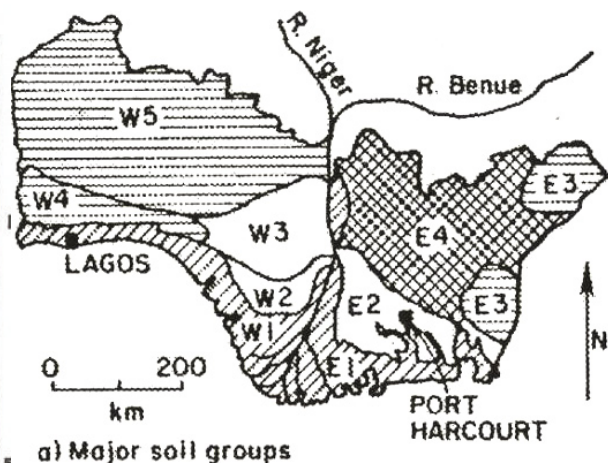 R. Niger
R. Benue
W5
W4
W3
W2
W1
E3
E4
E3
E2
E1
LAGOS
0 200
km
PORT
HARCOURT
N
a) Major soil groups